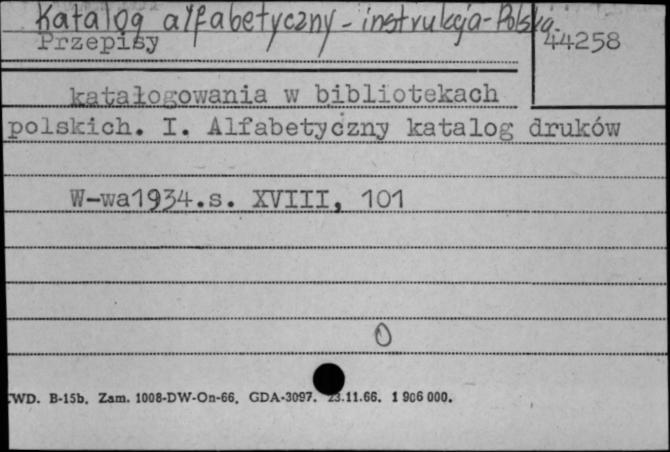 Katalog alfabetyczny - instrukcja - Polska.
Przepisy
44258
katalogowania w bibliotekach
polskich. I. Alfabetyczny katalog druków
W-wa1934.s. XVIII, 101
0
WD. B-15b. Zam. 1008-DW-On-66. GDA-3097. 23.11.66. 1 906 000.